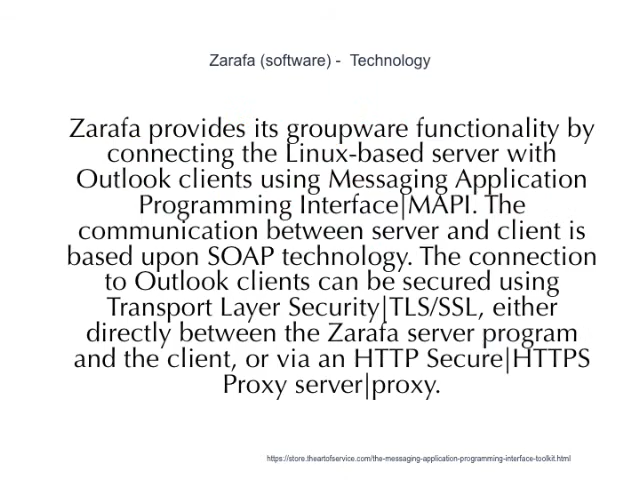 Zarafa (software) - Technology
Zarafa provides its groupware functionality by
connecting the Linux-based server with
Outlook clients using Messaging Application
Programming Interface|MAPI. The
communication between server and client is
based upon SOAP technology. The connection
to Outlook clients can be secured using
Transport Layer Security|TLS/SSL, either
directly between the Zarafa server program
and the client, or via an HTTP Secure|HTTPS
Proxy server|proxy.
https://store.theartofservice.com/the-messaging-application-programming-interface-toolkit.html